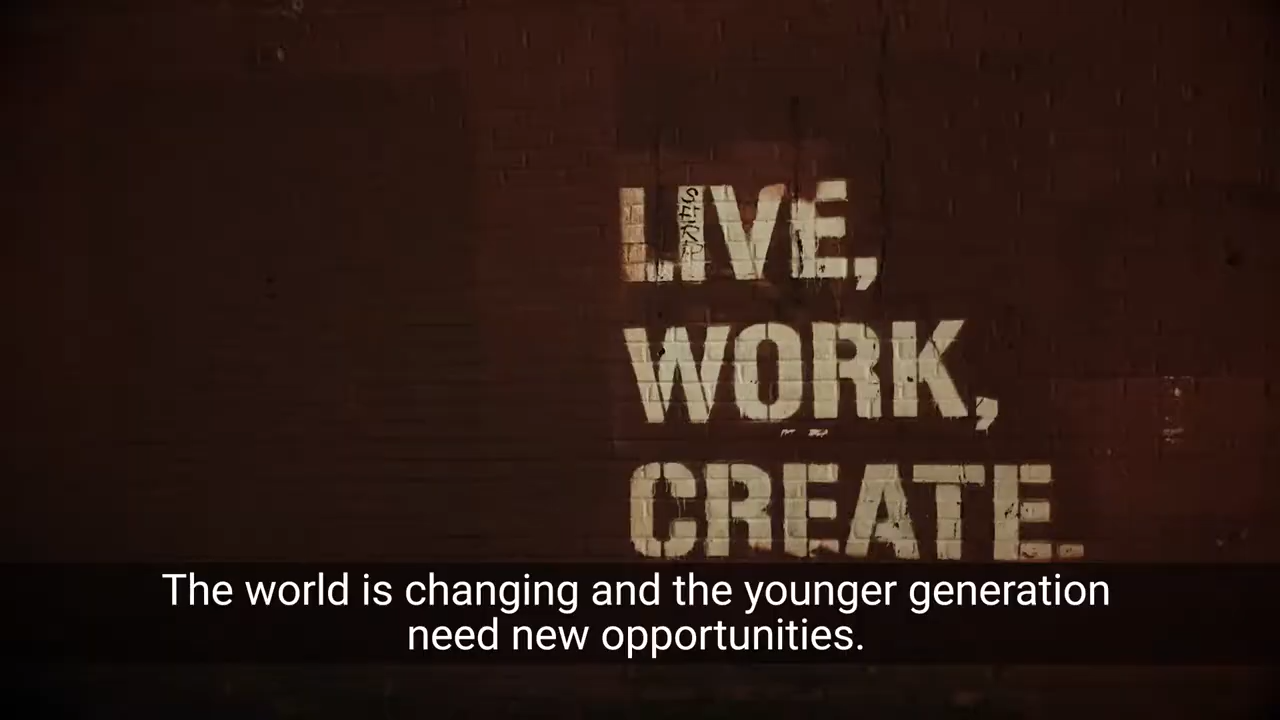 LIVE,
WORK,
CREATE.
The world is changing and the younger generation
need new opportunities.